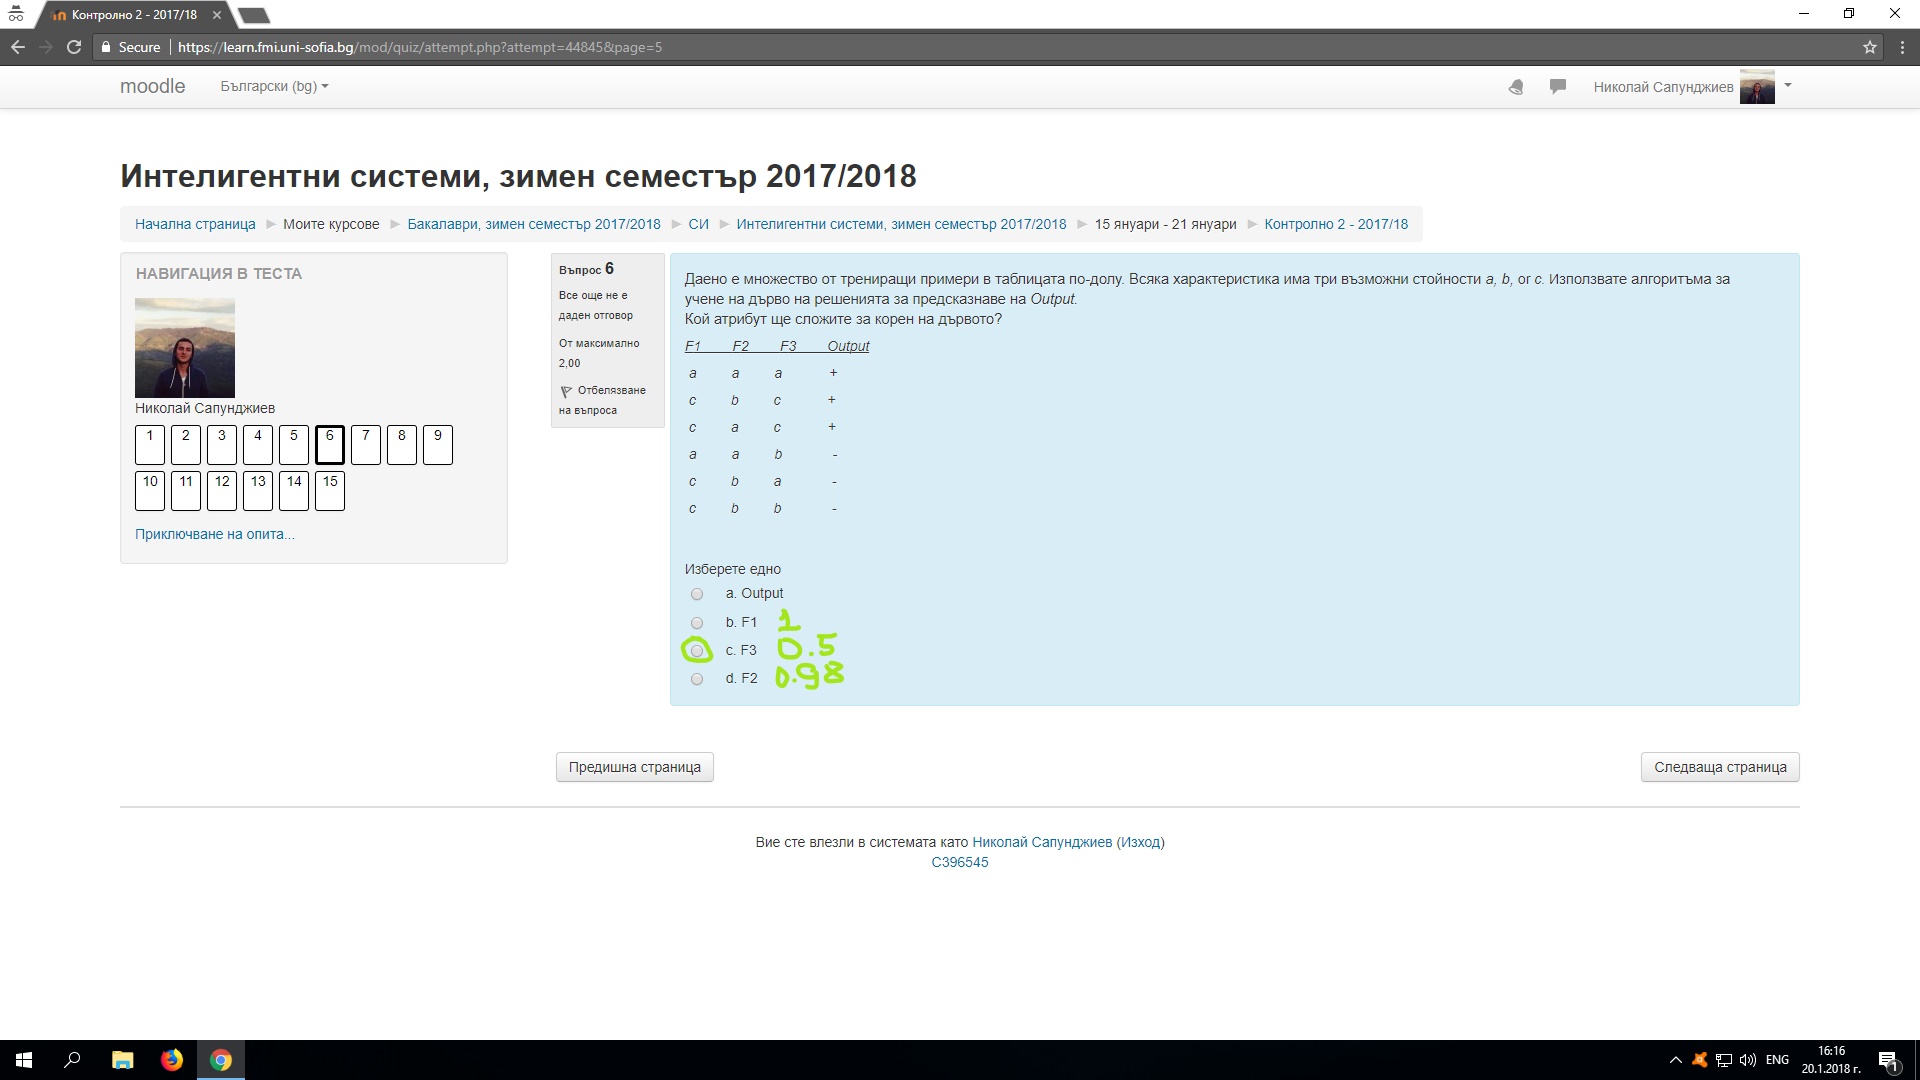 Контролно 2 - 2017/18
Secure https://learn.fmi.uni-sofia.bg/mod/quiz/attempt.php?attempt=44845&page=5
moodle Български (bg) Николай Сапунджиев
Интелигентни системи, зимен семестър 2017/2018
Начална страница Моите курсове Бакалаври, зимен семестър 2017/2018 СИ Интелигентни системи, зимен семестър 2017/2018 15 януари - 21 януари Контролно 2 - 2017/18
НАВИГАЦИЯ В ТЕСТА
Николай Сапунджиев
1 2 3 4 5 6 7 8 9
10 11 12 13 14 15
Приключване на опита...
Въпрос 6
Все още не е
даден отговор
От максимално
2,00
Отбелязване
на въпроса
Дадено е множество от трениращи примери в таблицата по-долу. Всяка характеристика има три възможни стойности a, b, or c. Използвате алгоритъма за
учене на дърво на решенията за предсказнаве на Output.
Кой атрибут ще сложите за корен на дървото?
F1 F2 F3 Output
a a a +
c b c +
c a c +
a a b -
c b a -
c b b -
Изберете едно
a. Output
b. F1 1
c. F3 0.5
d. F2 0.98
Предишна страница Следваща страница
Вие сте влезли в системата като Николай Сапунджиев (Изход)
С396545
ENG
16:16
20.1.2018 г.
1